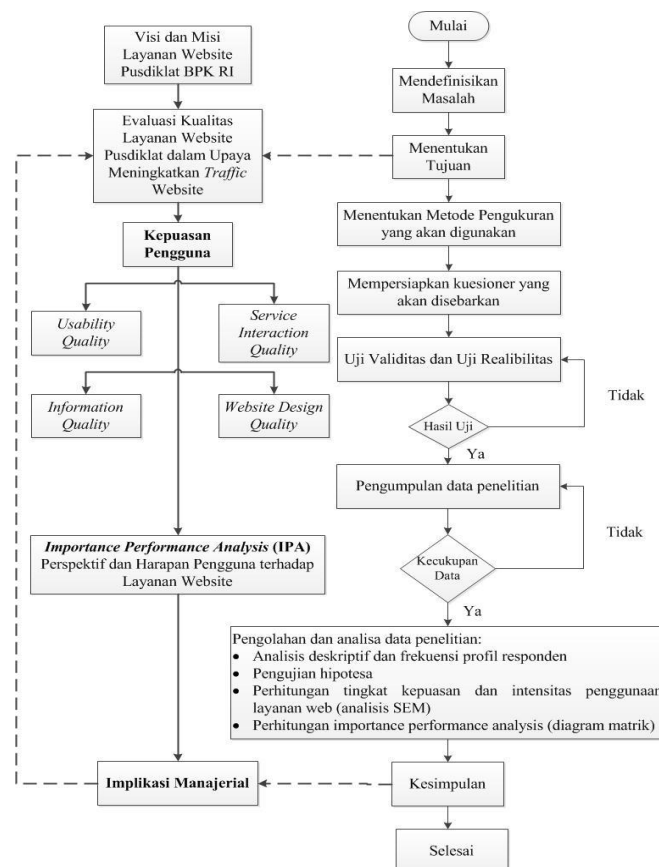 Visi dan Misi
Layanan Website
Pusdiklat BPK RI
Evaluasi Kualitas
Layanan Website
Pusdiklat dalam Upaya
Meningkatkan Traffic
Website
Kepuasan
Pengguna
Usability
Quality
Service
Interaction
Quality
Information
Quality
Website Design
Quality
Importance Performance Analysis (IPA)
Perspektif dan Harapan Pengguna terhadap
Layanan Website
Implikasi Manajerial
Mulai
Mendefinisikan
Masalah
Menentukan
Tujuan
Menentukan Metode Pengukuran
yang akan digunakan
Mempersiapkan kuesioner yang
akan disebarkan
Uji Validitas dan Uji Realibilitas
Tidak
Hasil Uji
Ya
Pengumpulan data penelitian
Tidak
Kecukupan
Data
Ya
Pengolahan dan analisa data penelitian:
• Analisis deskriptif dan frekuensi profil responden
• Pengujian hipotesa
• Perhitungan tingkat kepuasan dan intensitas penggunaan
layanan web (analisis SEM)
• Perhitungan importance performance analysis (diagram matrik)
Kesimpulan
Selesai